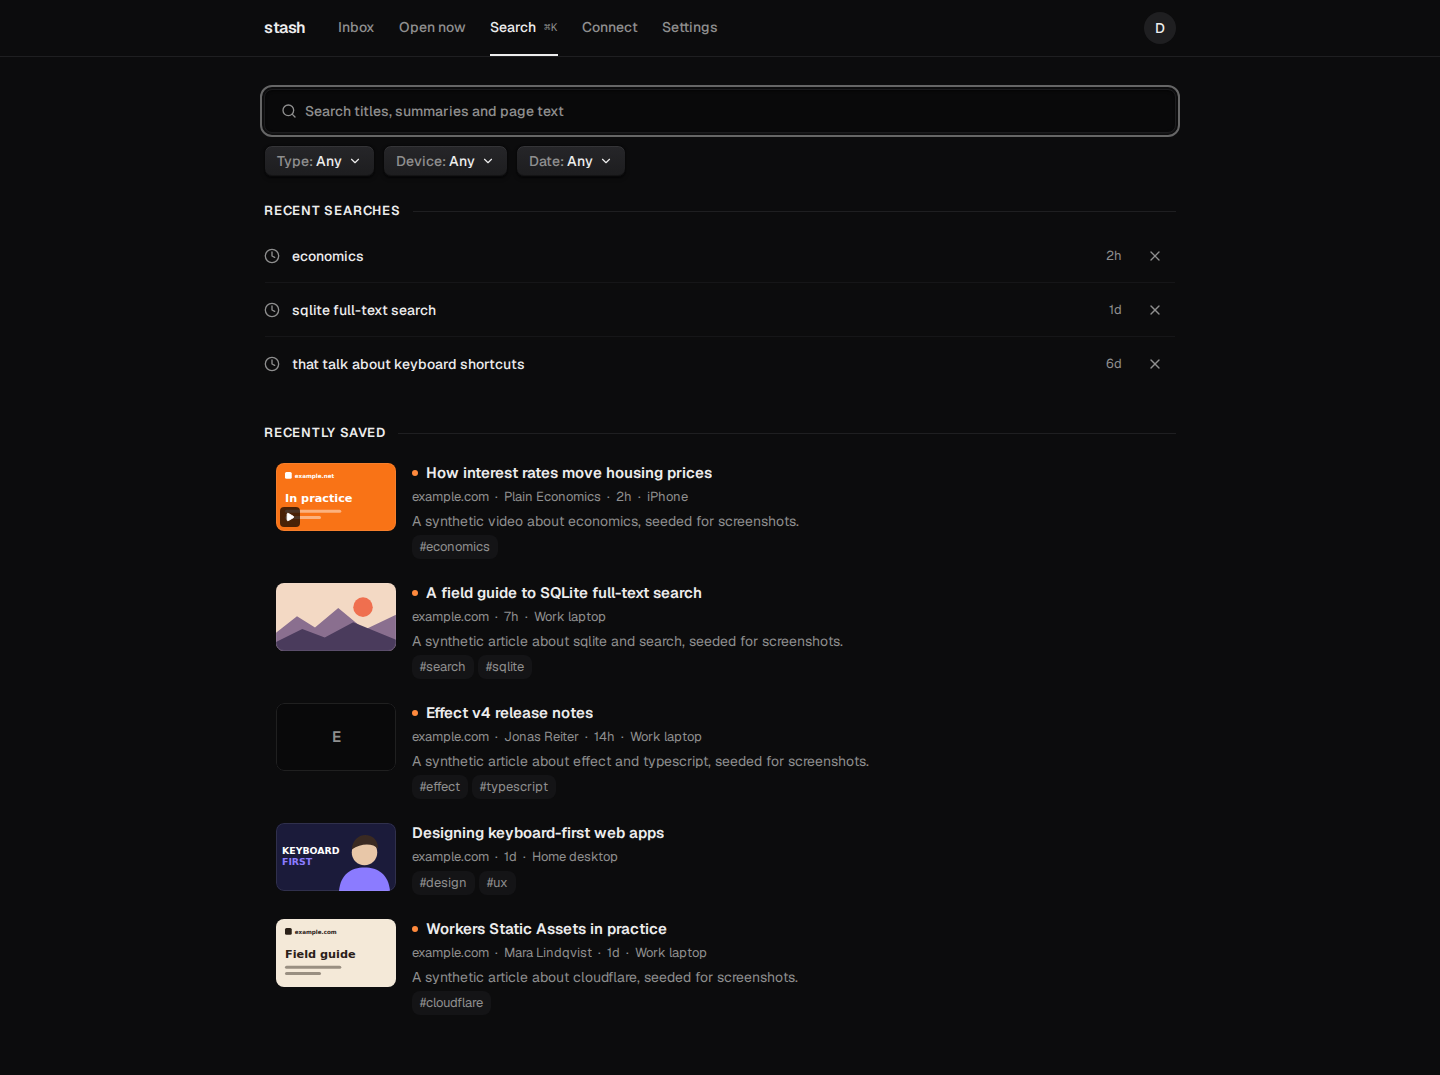 stash Inbox Open now Search ⌘K Connect Settings D
Search titles, summaries and page text
Type: Any Device: Any Date: Any
RECENT SEARCHES
economics 2h
sqlite full-text search 1d
that talk about keyboard shortcuts 6d
RECENTLY SAVED
example.net
In practice
How interest rates move housing prices
example.com · Plain Economics · 2h · iPhone
A synthetic video about economics, seeded for screenshots.
#economics
A field guide to SQLite full-text search
example.com · 7h · Work laptop
A synthetic article about sqlite and search, seeded for screenshots.
#search #sqlite
E
Effect v4 release notes
example.com · Jonas Reiter · 14h · Work laptop
A synthetic article about effect and typescript, seeded for screenshots.
#effect #typescript
KEYBOARD
FIRST
Designing keyboard-first web apps
example.com · 1d · Home desktop
#design #ux
example.com
Field guide
Workers Static Assets in practice
example.com · Mara Lindqvist · 1d · Work laptop
A synthetic article about cloudflare, seeded for screenshots.
#cloudflare